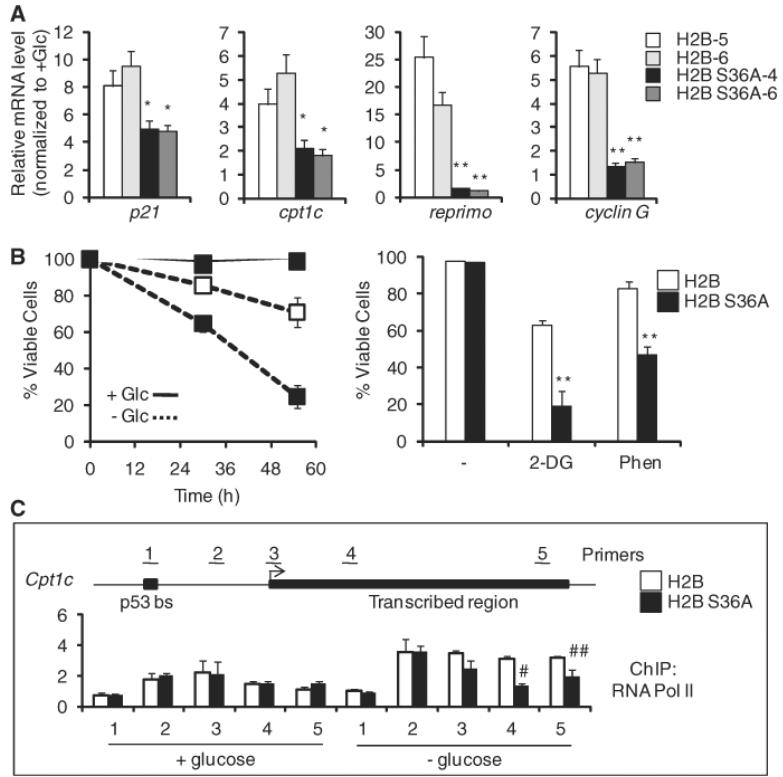 A
Relative mRNA level
(normalized to +Glc)
12
10
8
6
4
2
0
* *
p21
7
6
5
4
3
2
1
0
* *
cpt1c
30
25
20
15
10
5
0
** **
reprimo
7
6
5
4
3
2
1
0
** **
cyclin G
H2B-5
H2B-6
H2B S36A-4
H2B S36A-6
B
% Viable Cells
100
80
60
40
20
0
+ Glc
- Glc
0 12 24 36 48 60
Time (h)
% Viable Cells
100
80
60
40
20
0
**
**
- 2-DG Phen
H2B
H2B S36A
C
1 2 3 4 5 Primers
Cpt1c
p53 bs Transcribed region
H2B
H2B S36A
6
4
2
0
# ##
ChIP:
RNA Pol II
1 2 3 4 5 1 2 3 4 5
+ glucose - glucose